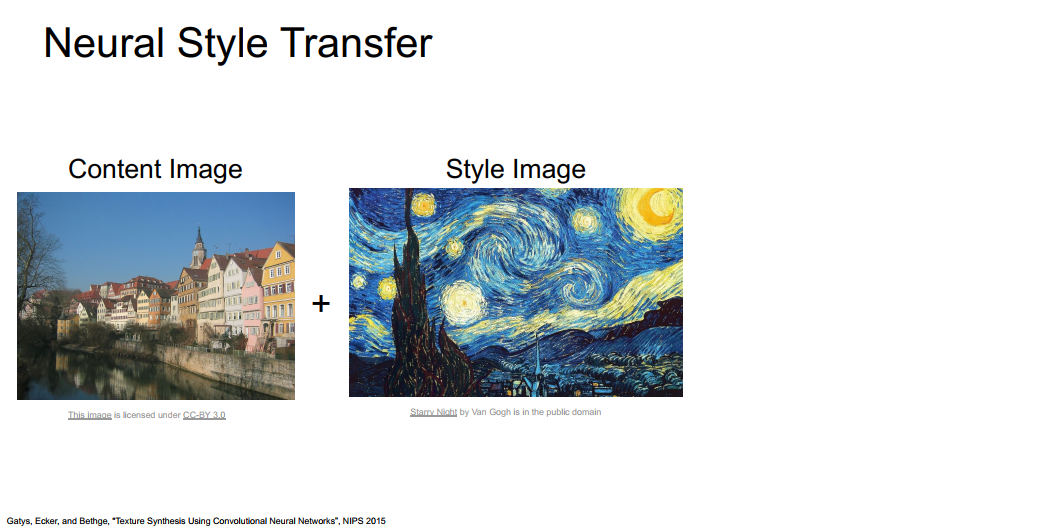 Neural Style Transfer
Content Image
Style Image
+
This image is licensed under CC-BY 3.0
Starry Night by Van Gogh is in the public domain
Gatys, Ecker, and Bethge, "Texture Synthesis Using Convolutional Neural Networks", NIPS 2015